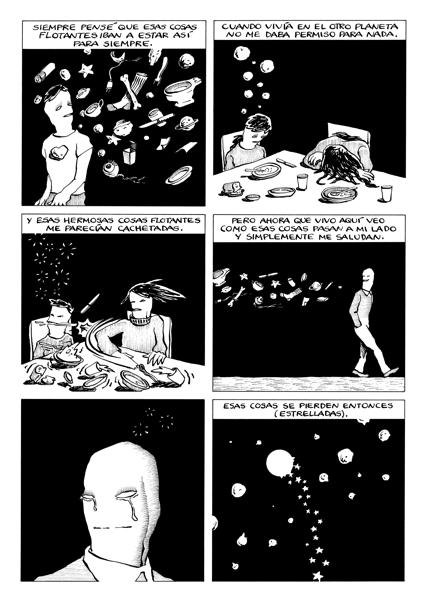 SIEMPRE PENSÉ QUE ESAS COSAS
FLOTANTES IBAN A ESTAR ASÍ
PARA SIEMPRE.
CUANDO VIVÍA EN EL OTRO PLANETA
NO ME DABA PERMISO PARA NADA.
Y ESAS HERMOSAS COSAS FLOTANTES
ME PARECÍAN CACHETADAS.
PERO AHORA QUE VIVO AQUÍ VEO
COMO ESAS COSAS PASAN A MI LADO
Y SIMPLEMENTE ME SALUDAN.
ESAS COSAS SE PIERDEN ENTONCES
(ESTRELLADAS).